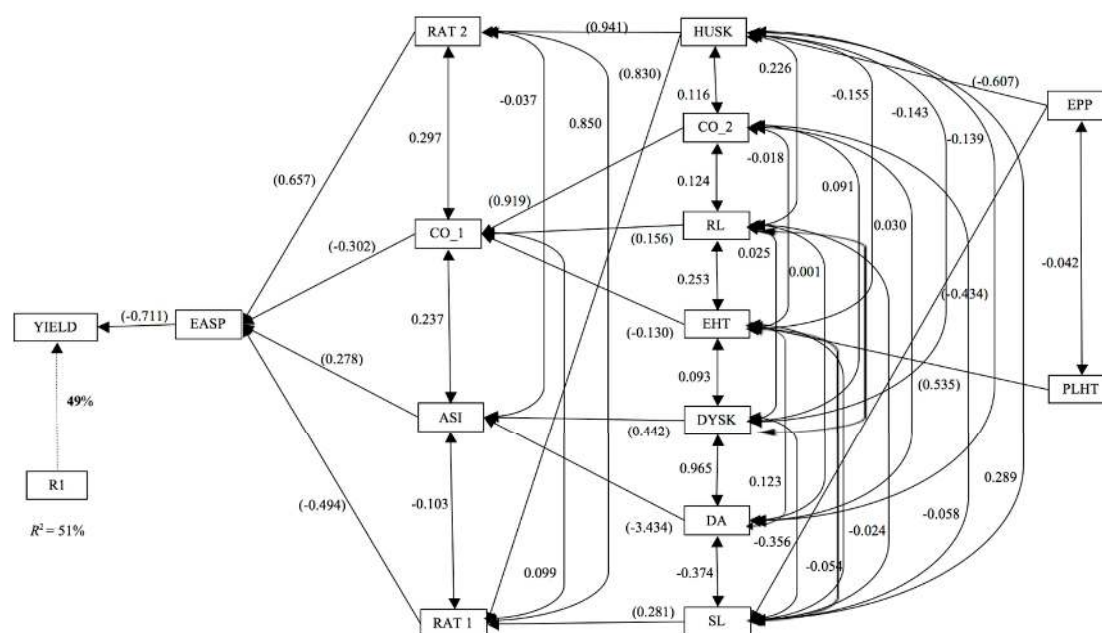 RAT 2
(0.941)
HUSK
(0.830)
0.226
(-0.607)
-0.037
0.116
-0.155
-0.143
EPP
0.850
CO_2
-0.139
0.297
-0.018
(0.657)
0.124
0.091
(0.919)
CO_1
RL
0.030
(-0.302)
(0.156)
0.025
0.001
-0.042
0.253
(-0.434)
(-0.711)
YIELD
EASP
0.237
EHT
(-0.130)
(0.278)
0.093
(0.535)
PLHT
49%
ASI
DYSK
(0.442)
R1
0.965
0.123
0.289
(-0.494)
-0.103
DA
-0.024
-0.058
R² = 51%
(-3.434)
-0.356
0.099
-0.374
-0.054
(0.281)
RAT 1
SL